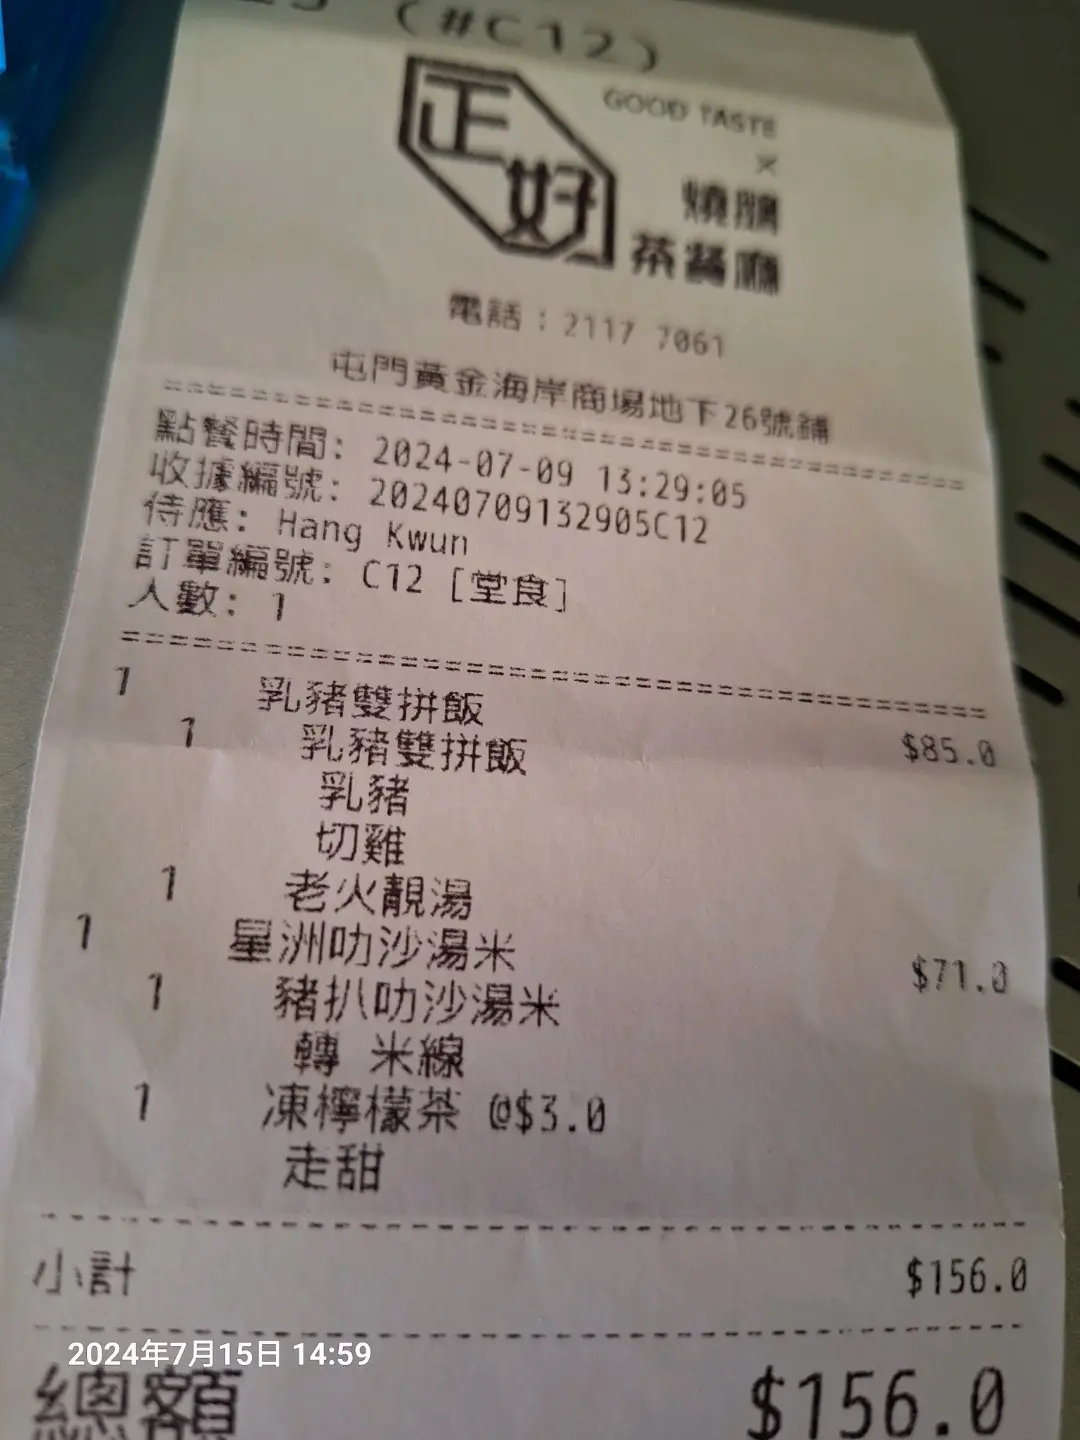 (#C12)
正好
GOOD TASTE
×
燒鵝
茶餐廳
電話：2117 7061
屯門黃金海岸商場地下26號鋪
點餐時間: 2024-07-09 13:29:05
收據編號: 20240709132905C12
侍應: Hang Kwun
訂單編號: C12 [堂食]
人數: 1
1 乳豬雙拼飯 $85.0
1 乳豬雙拼飯
乳豬
切雞
1 老火靚湯
1 星洲叻沙湯米 $71.0
1 豬扒叻沙湯米
轉 米線
1 凍檸檬茶 @$3.0
走甜
小計 $156.0
2024年7月15日 14:59
總額 $156.0